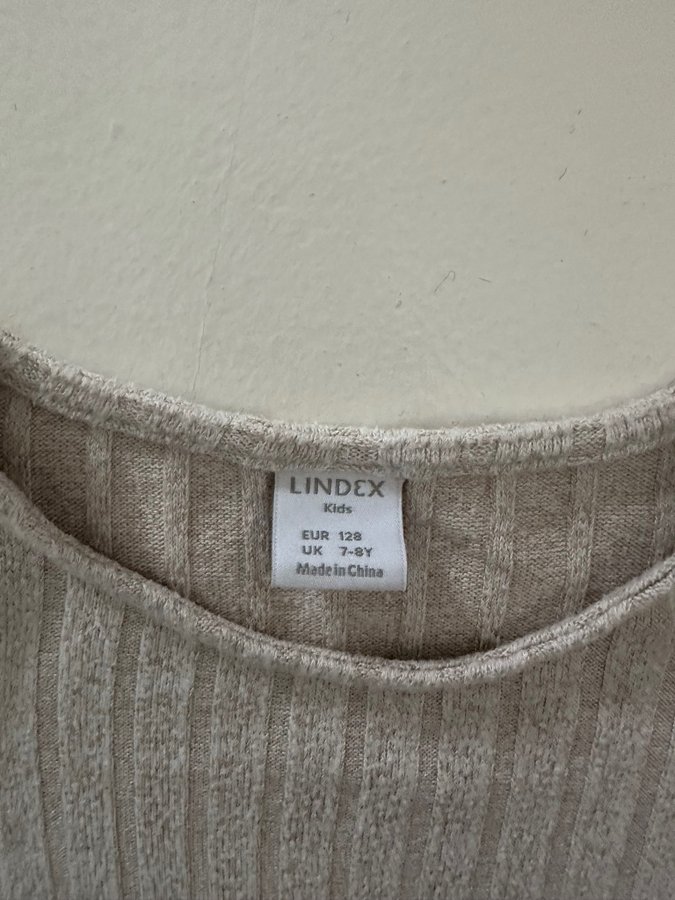 LINDEX
Kids
EUR 128
UK 7-8Y
Made in China